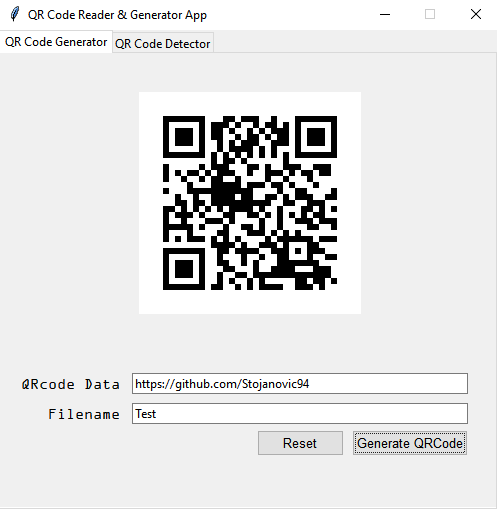 QR Code Reader & Generator App
QR Code Generator QR Code Detector
QRcode Data https://github.com/Stojanovic94
Filename Test
Reset Generate QRCode